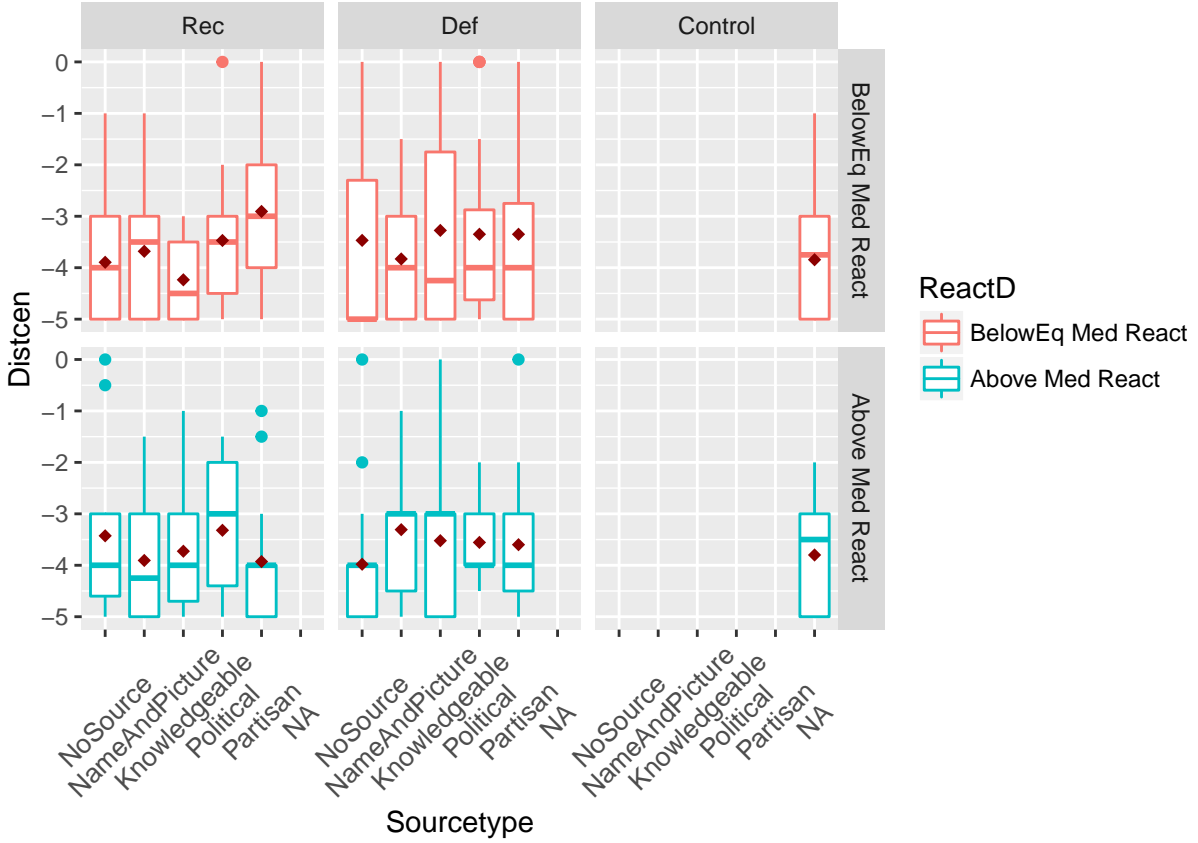 Rec Def Control
0
−1
−2
−3
−4
−5
BelowEq Med React
0
−1
−2
−3
−4
−5
Above Med React
Distcen
NoSource
NameAndPicture
Knowledgeable
Political
Partisan
NA
NoSource
NameAndPicture
Knowledgeable
Political
Partisan
NA
NoSource
NameAndPicture
Knowledgeable
Political
Partisan
NA
Sourcetype
ReactD
BelowEq Med React
Above Med React